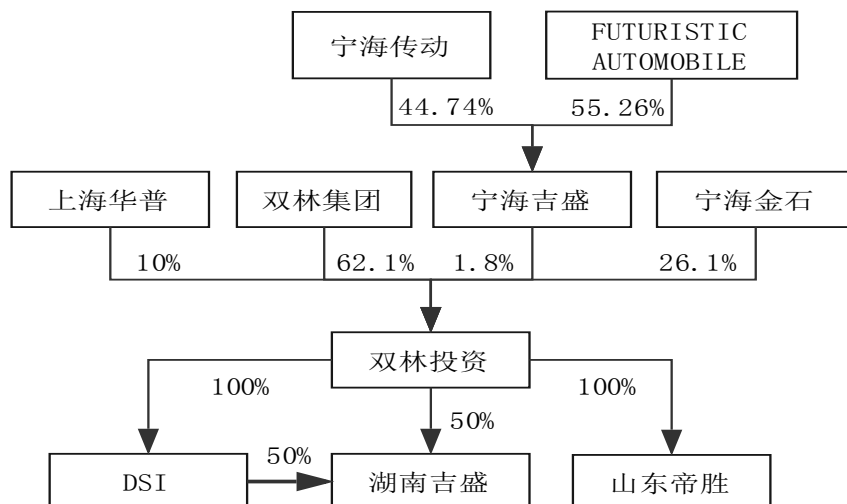 宁海传动
FUTURISTIC
AUTOMOBILE
44.74%
55.26%
上海华普
双林集团
宁海吉盛
宁海金石
10%
62.1%
1.8%
26.1%
双林投资
100%
50%
100%
DSI
50%
湖南吉盛
山东帝胜